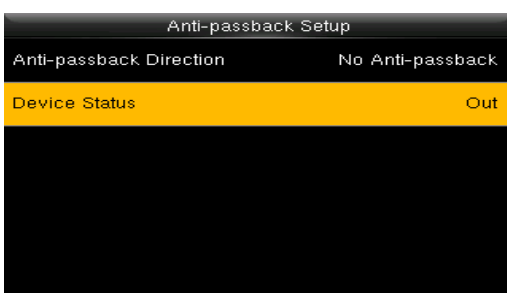 Anti-passback Setup
Anti-passback Direction No Anti-passback
Device Status Out